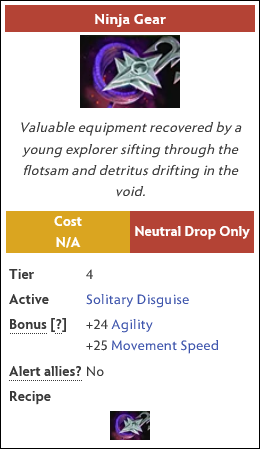 Ninja Gear
Valuable equipment recovered by a
young explorer sifting through the
flotsam and detritus drifting in the
void.
Cost
N/A
Neutral Drop Only
Tier 4
Active Solitary Disguise
Bonus [?] +24 Agility
+25 Movement Speed
Alert allies? No
Recipe